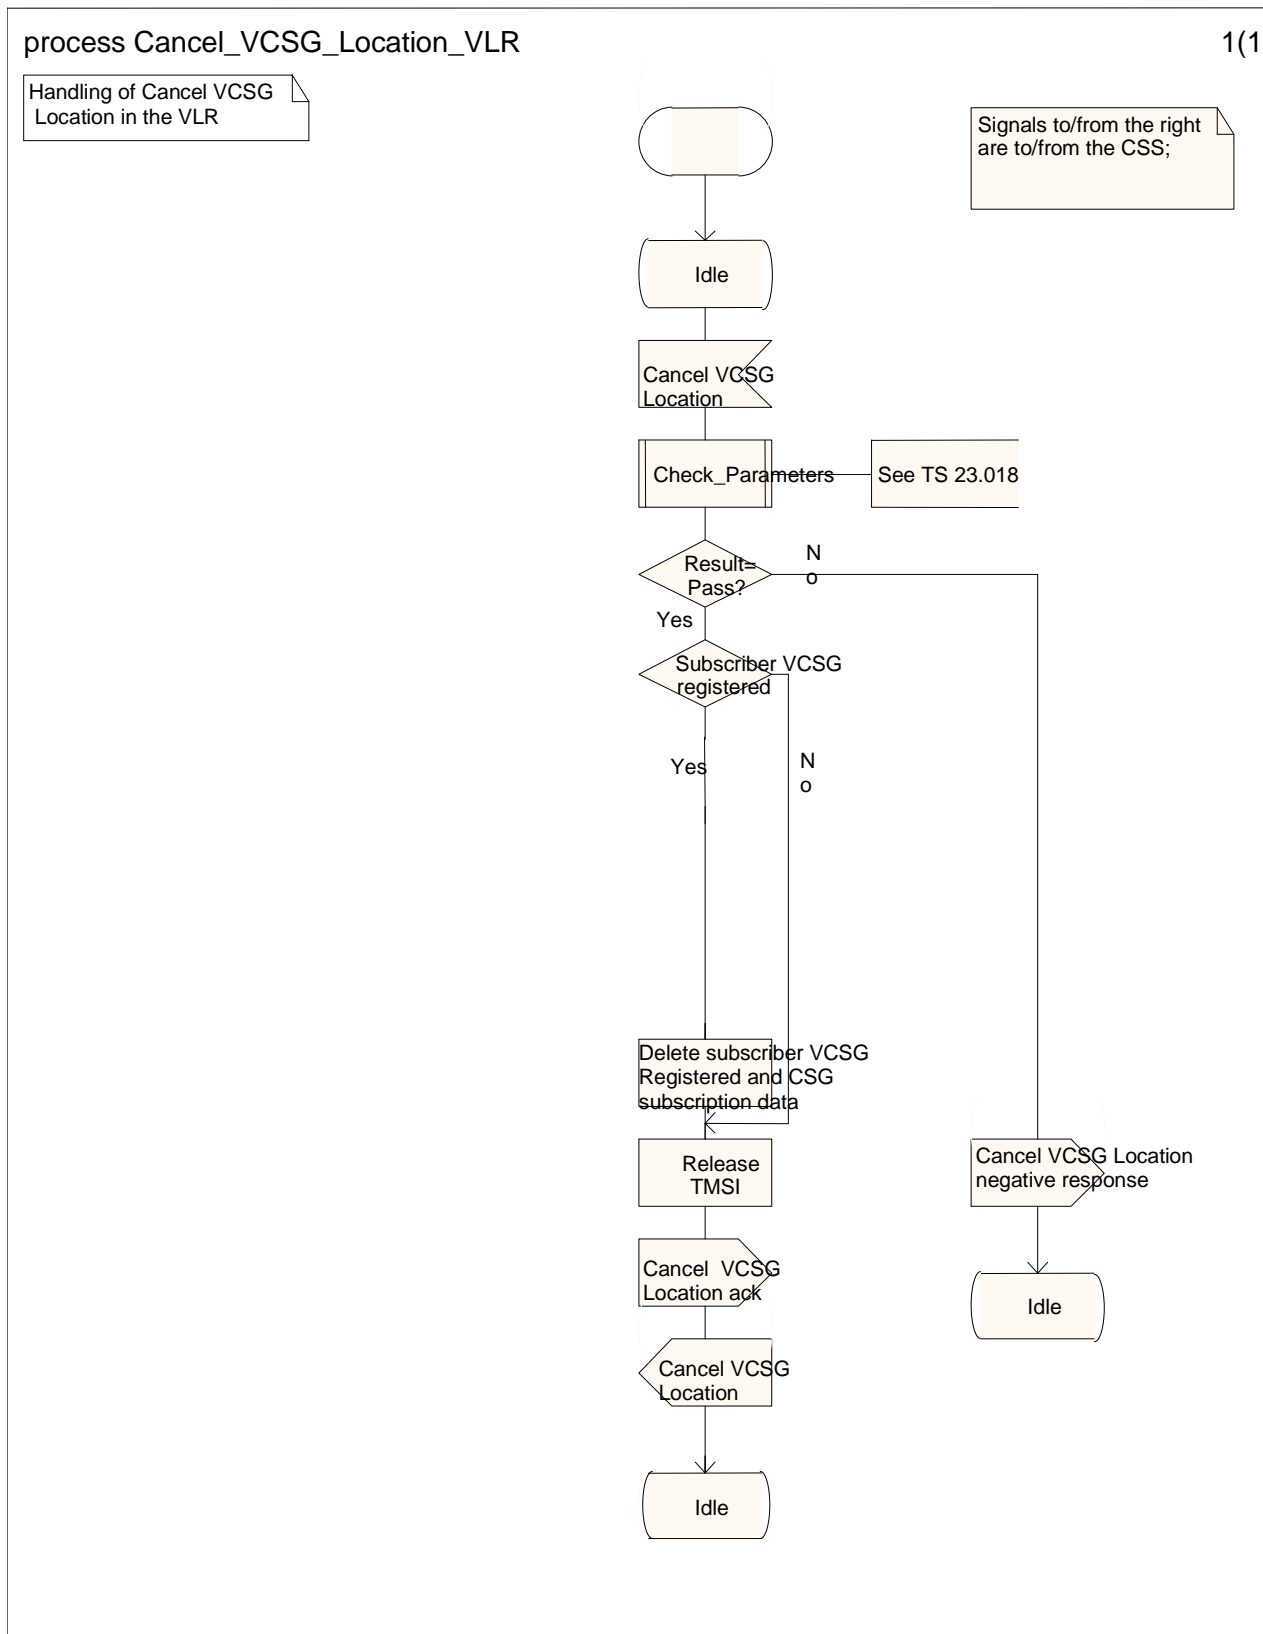 process Cancel_VCSG_Location_VLR
1(1
Handling of Cancel VCSG
Location in the VLR
Signals to/from the right
are to/from the CSS;
Idle
Cancel VCSG
Location
Check_Parameters
See TS 23.018
Result=
Pass?
N
o
Yes
Subscriber VCSG
registered
Yes
N
o
Delete subscriber VCSG
Registered and CSG
subscription data
Release
TMSI
Cancel VCSG Location
negative response
Cancel  VCSG
Location ack
Idle
Cancel VCSG
Location
Idle